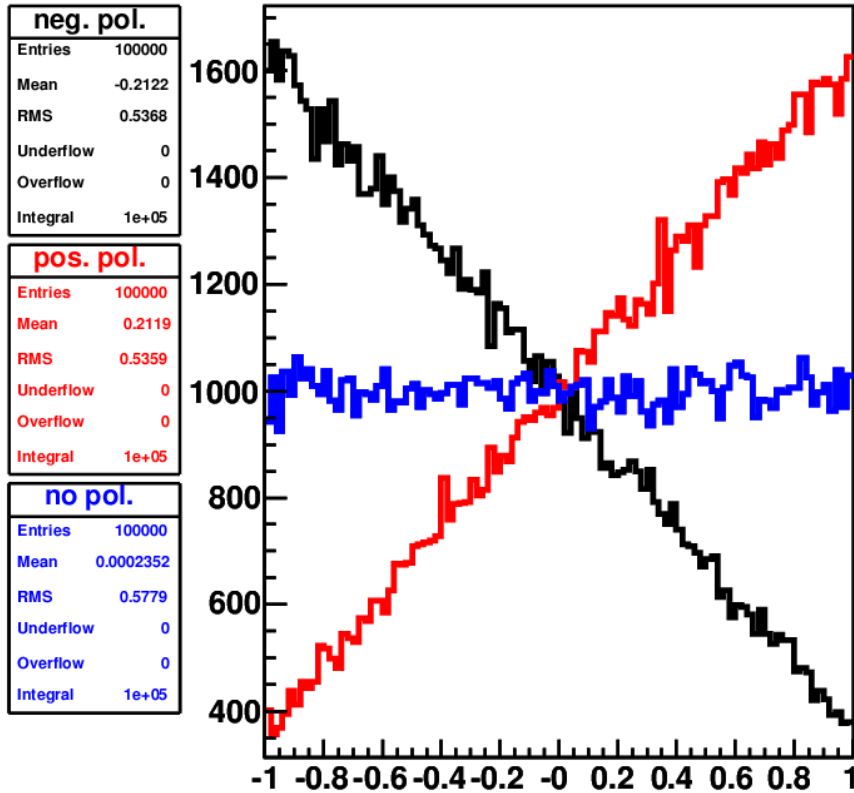 neg. pol.
Entries 100000
Mean -0.2122
RMS 0.5368
Underflow 0
Overflow 0
Integral 1e+05
pos. pol.
Entries 100000
Mean 0.2119
RMS 0.5359
Underflow 0
Overflow 0
Integral 1e+05
no pol.
Entries 100000
Mean 0.0002352
RMS 0.5779
Underflow 0
Overflow 0
Integral 1e+05
1600
1400
1200
1000
800
600
400
-1 -0.8 -0.6 -0.4 -0.2 -0 0.2 0.4 0.6 0.8 1